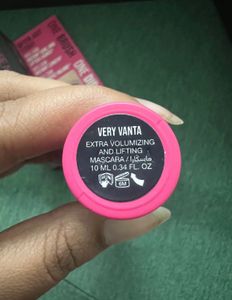 VERY VANTA
EXTRA VOLUMIZING
AND LIFTING
MASCARA / ماسكارا
10 ML 0.34 FL. OZ
6M